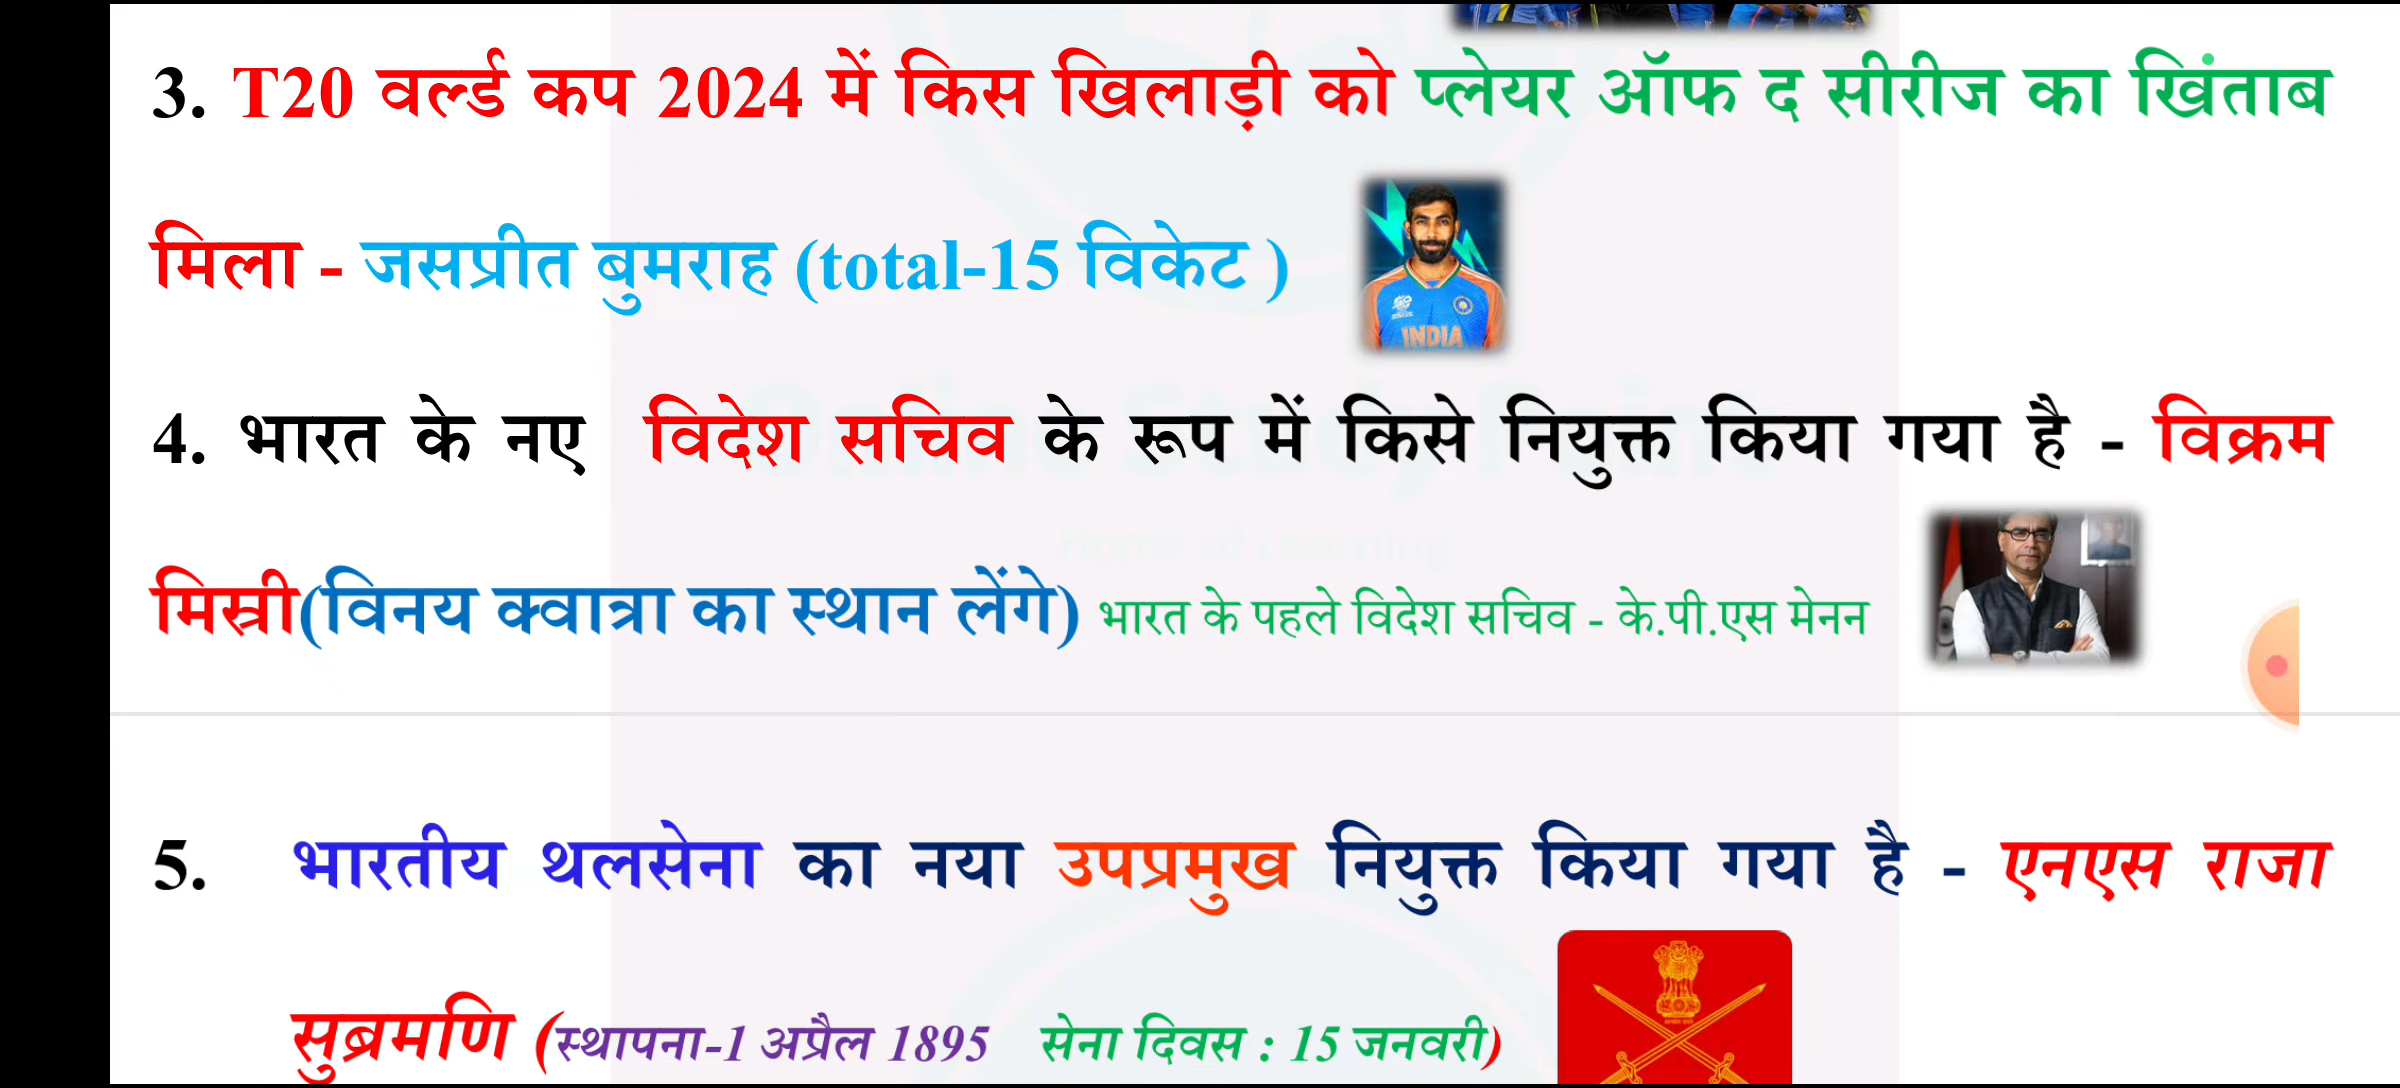 3. T20 वर्ल्ड कप 2024 में किस खिलाड़ी को प्लेयर ऑफ द सीरीज का खिंताब
मिला - जसप्रीत बुमराह (total-15 विकेट )
INDIA
4. भारत के नए विदेश सचिव के रूप में किसे नियुक्त किया गया है - विक्रम
मिस्री(विनय क्वात्रा का स्थान लेंगे) भारत के पहले विदेश सचिव - के.पी.एस मेनन
5. भारतीय थलसेना का नया उपप्रमुख नियुक्त किया गया है - एनएस राजा
सुब्रमणि (स्थापना-1 अप्रैल 1895 सेना दिवस : 15 जनवरी)